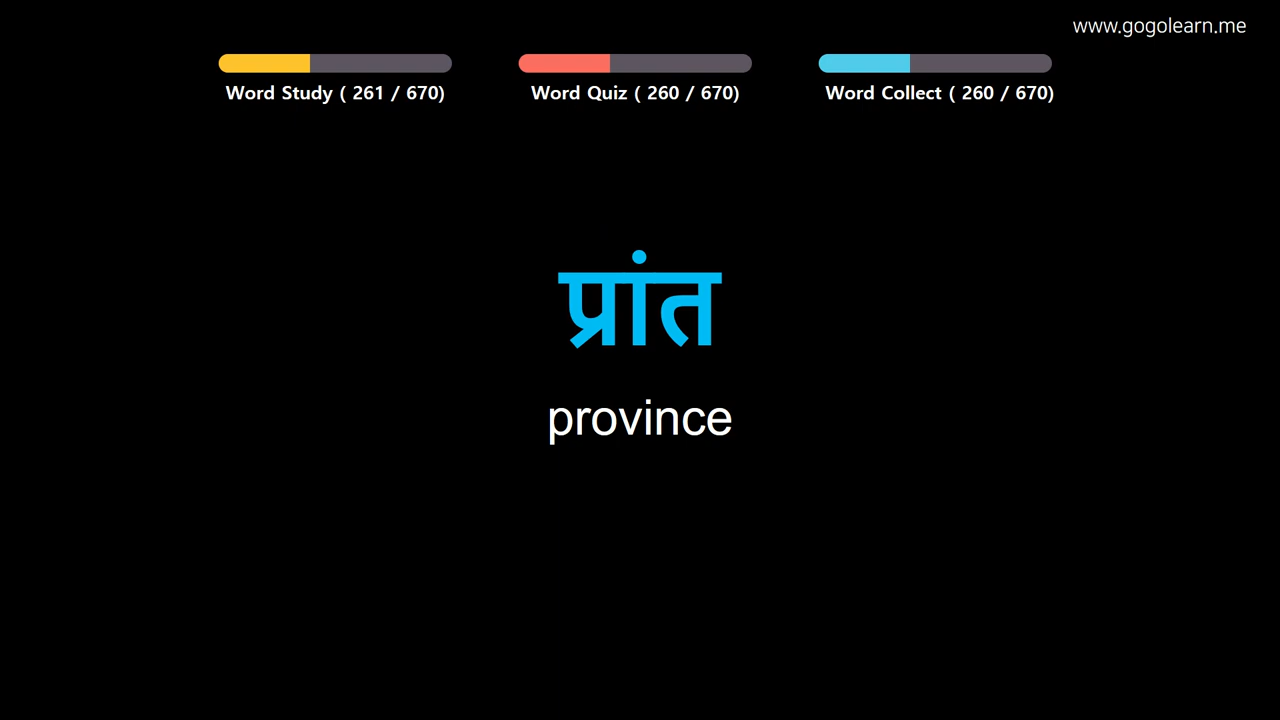 www.gogolearn.me
Word Study ( 261 / 670)
Word Quiz ( 260 / 670)
Word Collect ( 260 / 670)
प्रांत
province